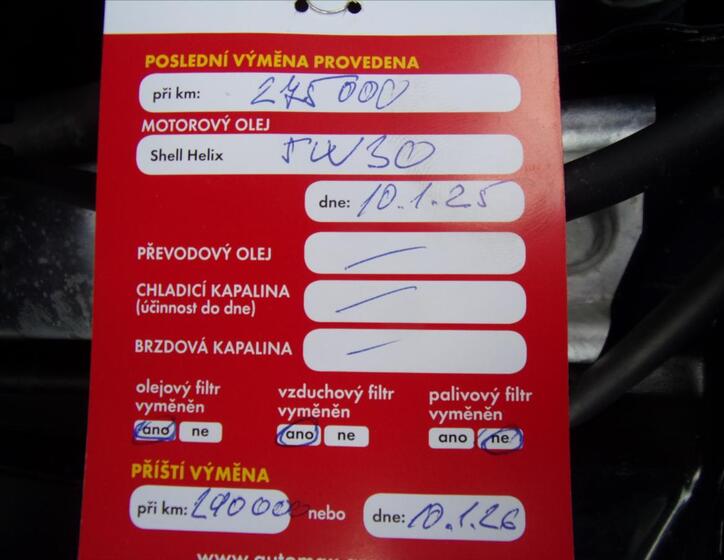 POSLEDNÍ VÝMĚNA PROVEDENA
při km: 275 000
MOTOROVÝ OLEJ
Shell Helix 5W30
dne: 10.1.25
PŘEVODOVÝ OLEJ —
CHLADICÍ KAPALINA
(účinnost do dne) —
BRZDOVÁ KAPALINA —
olejový filtr vzduchový filtr palivový filtr
vyměněn vyměněn vyměněn
ano ne ano ne ano ne
PŘÍŠTÍ VÝMĚNA
při km: 290000 nebo dne: 10.1.26